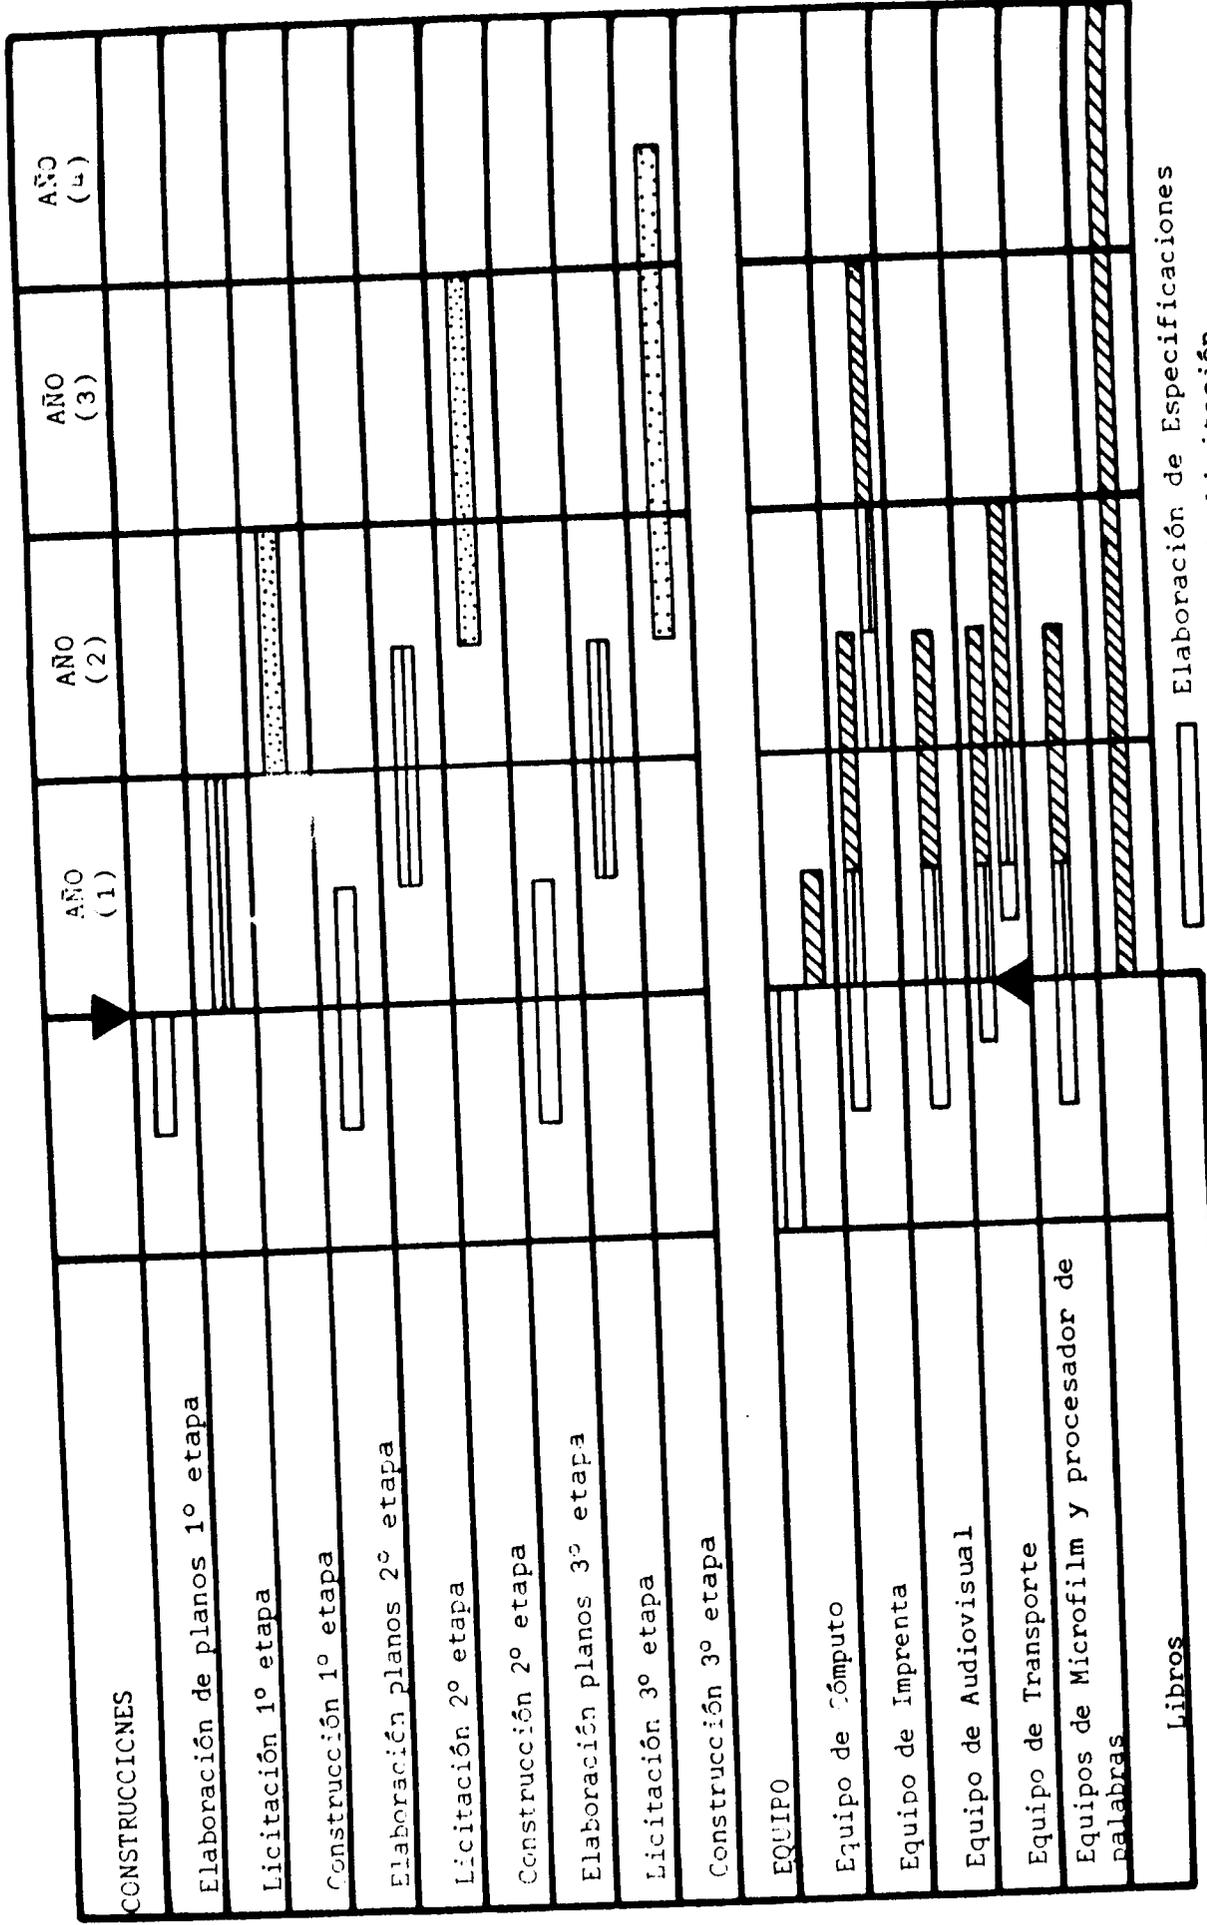 AÑO
(1)
AÑO
(2)
AÑO
(3)
AÑO
(4)
CONSTRUCCIONES
Elaboración de planos 1º etapa
Licitación 1º etapa
Construcción 1º etapa
Elaboración planos 2º etapa
Licitación 2º etapa
Construcción 2º etapa
Elaboración planos 3º etapa
Licitación 3º etapa
Construcción 3º etapa
EQUIPO
Equipo de Cómputo
Equipo de Imprenta
Equipo de Audiovisual
Equipo de Transporte
Equipos de Microfilm y procesador de
palabras
Libros
Elaboración de Especificaciones